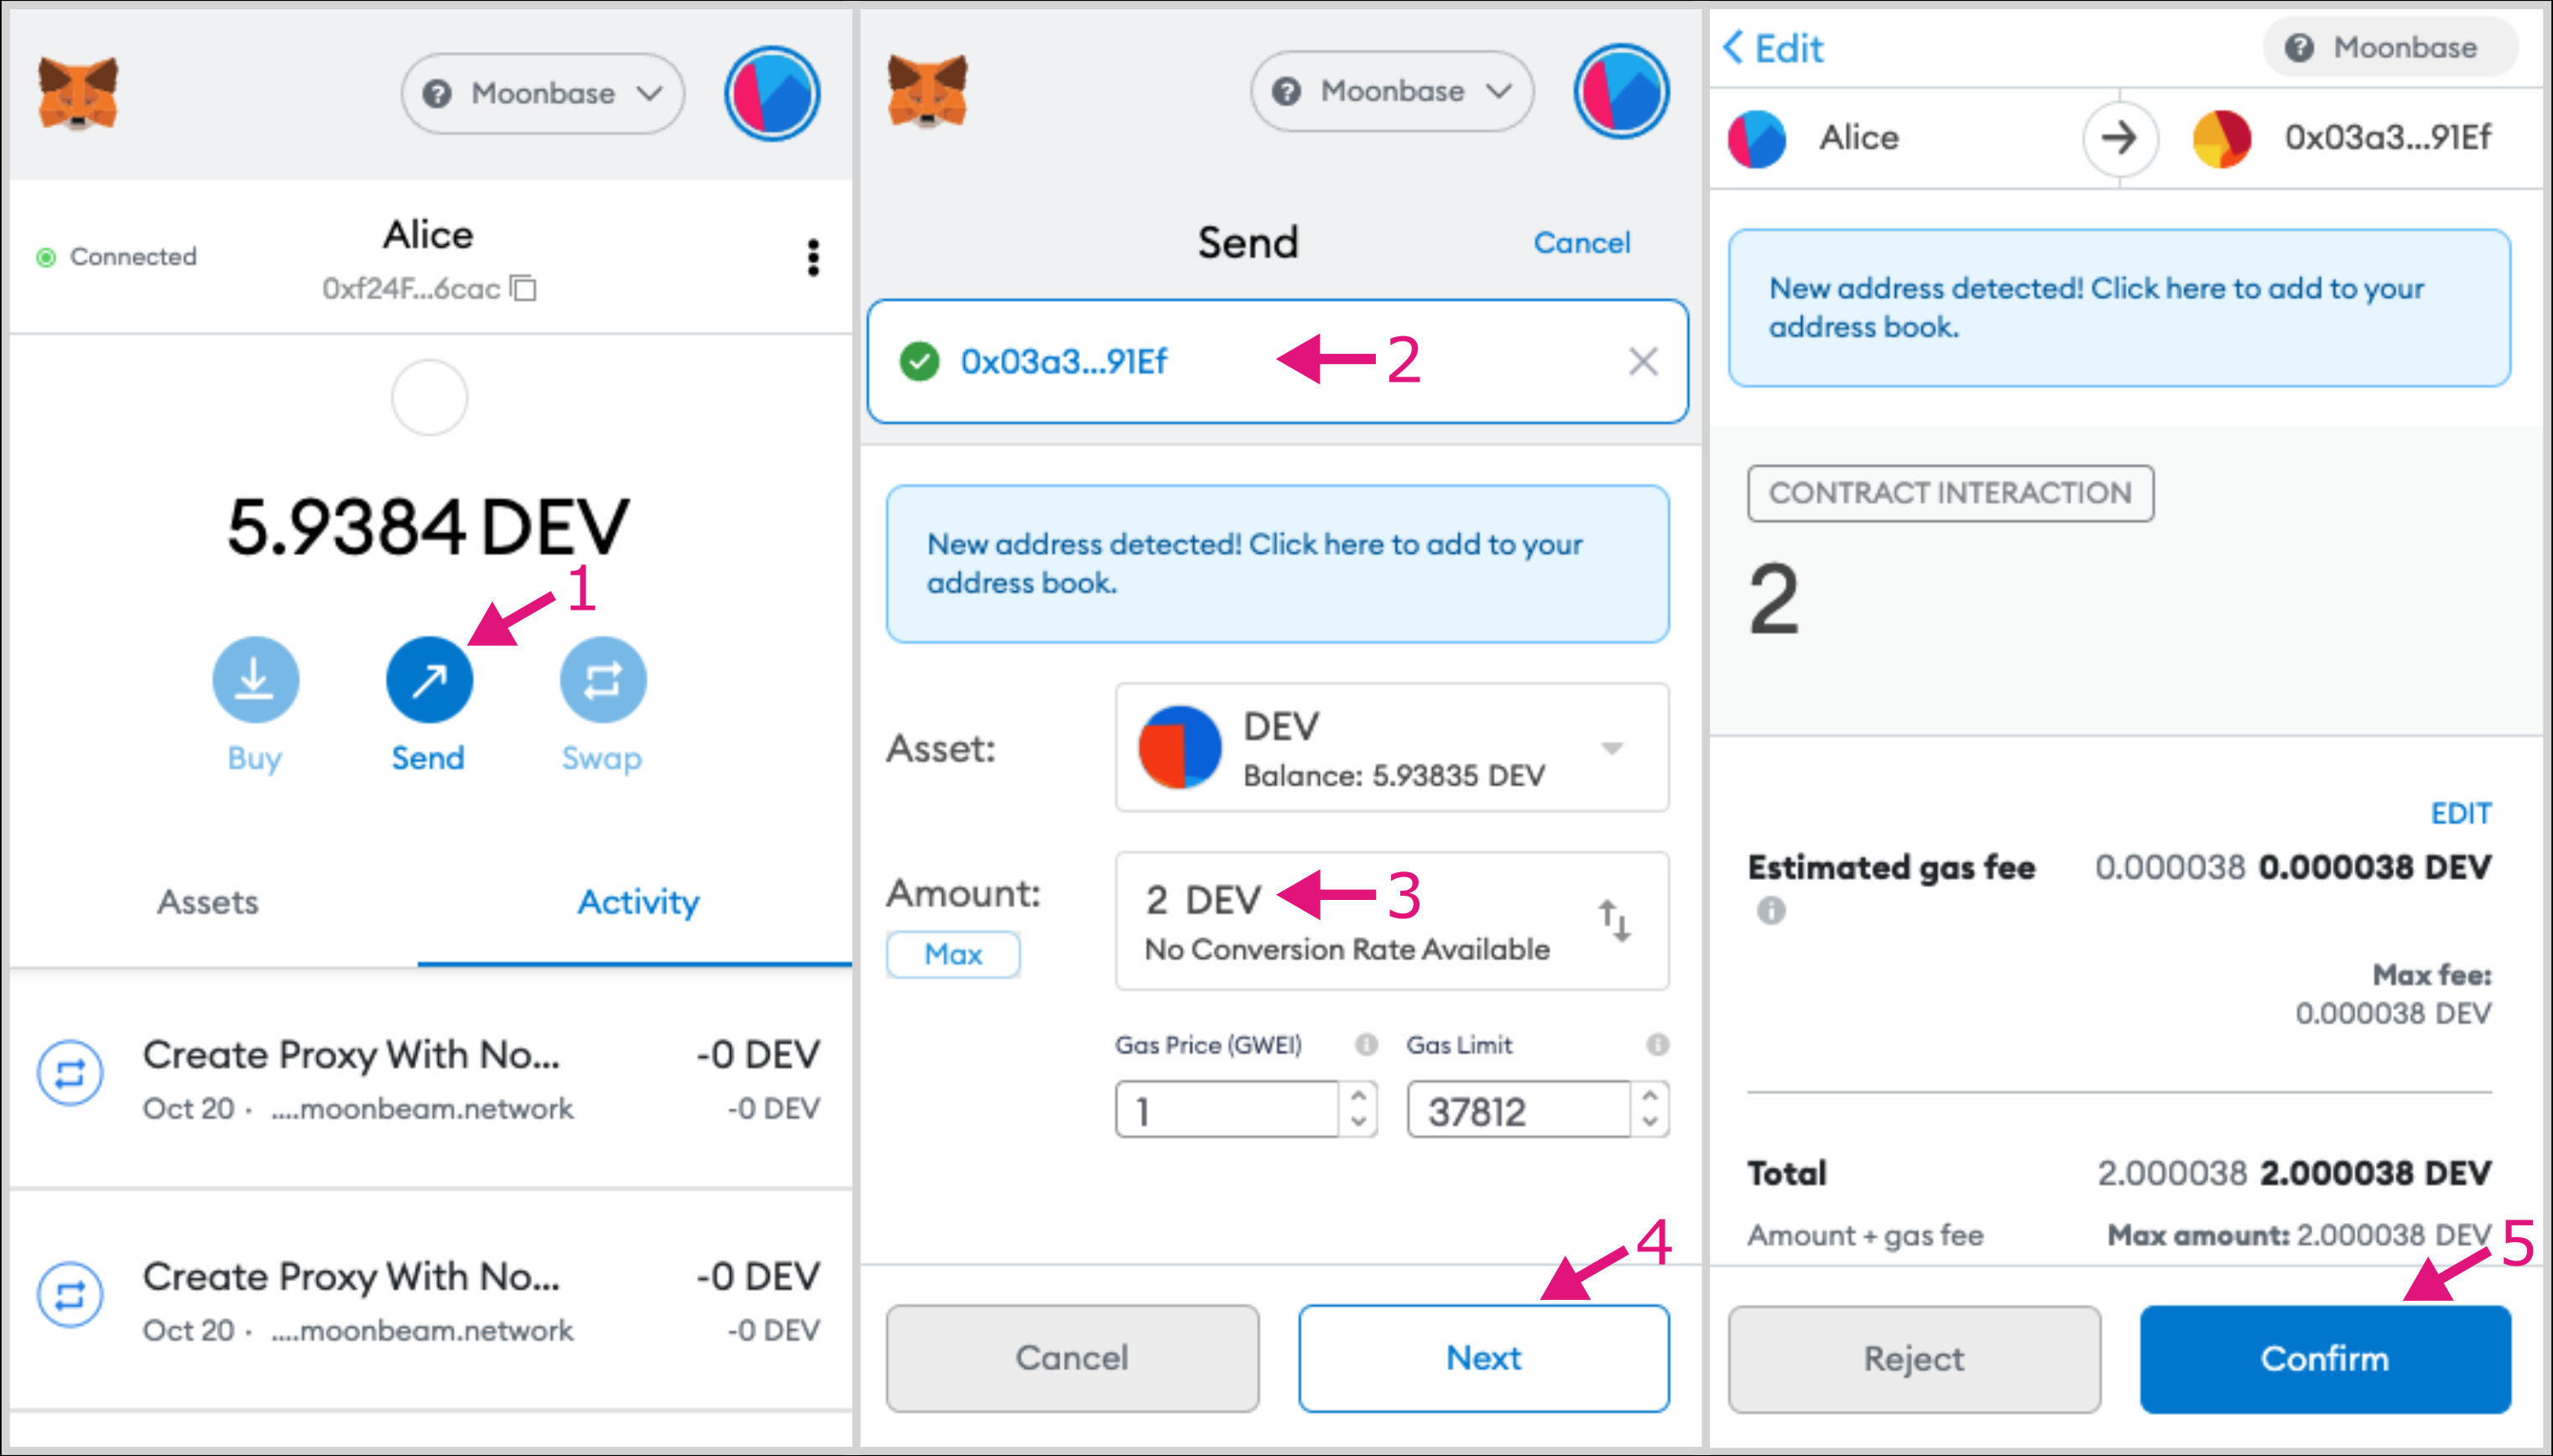 Moonbase
Connected
Alice
0xf24F...6cac
5.9384 DEV
1
Buy
Send
Swap
Assets
Activity
Create Proxy With No...
-0 DEV
Oct 20 · ....moonbeam.network
-0 DEV
Create Proxy With No...
-0 DEV
Oct 20 · ....moonbeam.network
-0 DEV
Moonbase
Send
Cancel
0x03a3...91Ef
2
New address detected! Click here to add to your
address book.
Asset:
DEV
Balance: 5.93835 DEV
Amount:
Max
2 DEV
3
No Conversion Rate Available
Gas Price (GWEI)
Gas Limit
1
37812
4
Cancel
Next
Edit
Moonbase
Alice
0x03a3...91Ef
New address detected! Click here to add to your
address book.
CONTRACT INTERACTION
2
EDIT
Estimated gas fee
0.000038 0.000038 DEV
Max fee:
0.000038 DEV
Total
2.000038 2.000038 DEV
Amount + gas fee
Max amount: 2.000038 DEV
5
Reject
Confirm